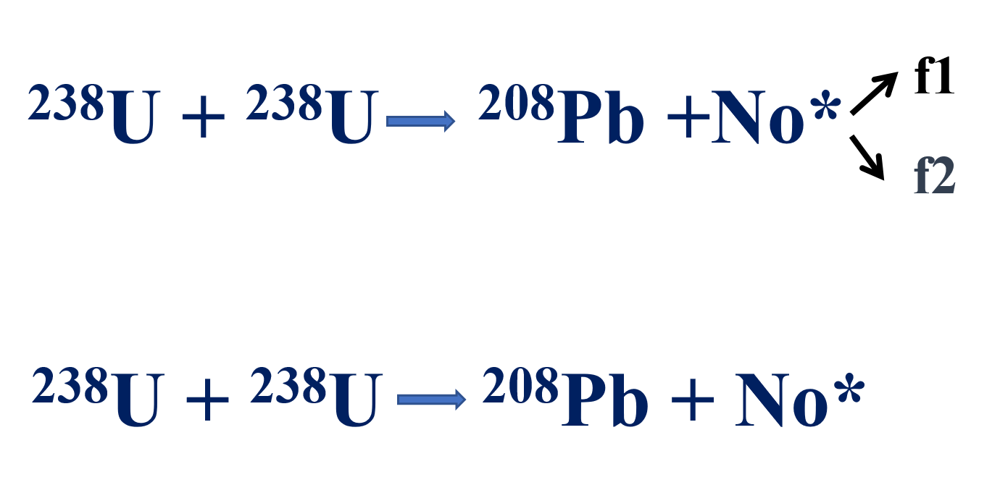 ²³⁸U + ²³⁸U → ²⁰⁸Pb +No* f1
f2
²³⁸U + ²³⁸U → ²⁰⁸Pb + No*